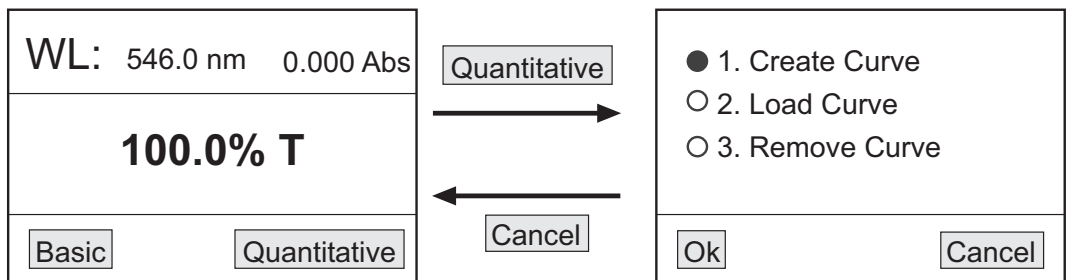 WL: 546.0 nm 0.000 Abs
100.0% T
Basic Quantitative
Quantitative
Cancel
1. Create Curve
2. Load Curve
3. Remove Curve
Ok Cancel